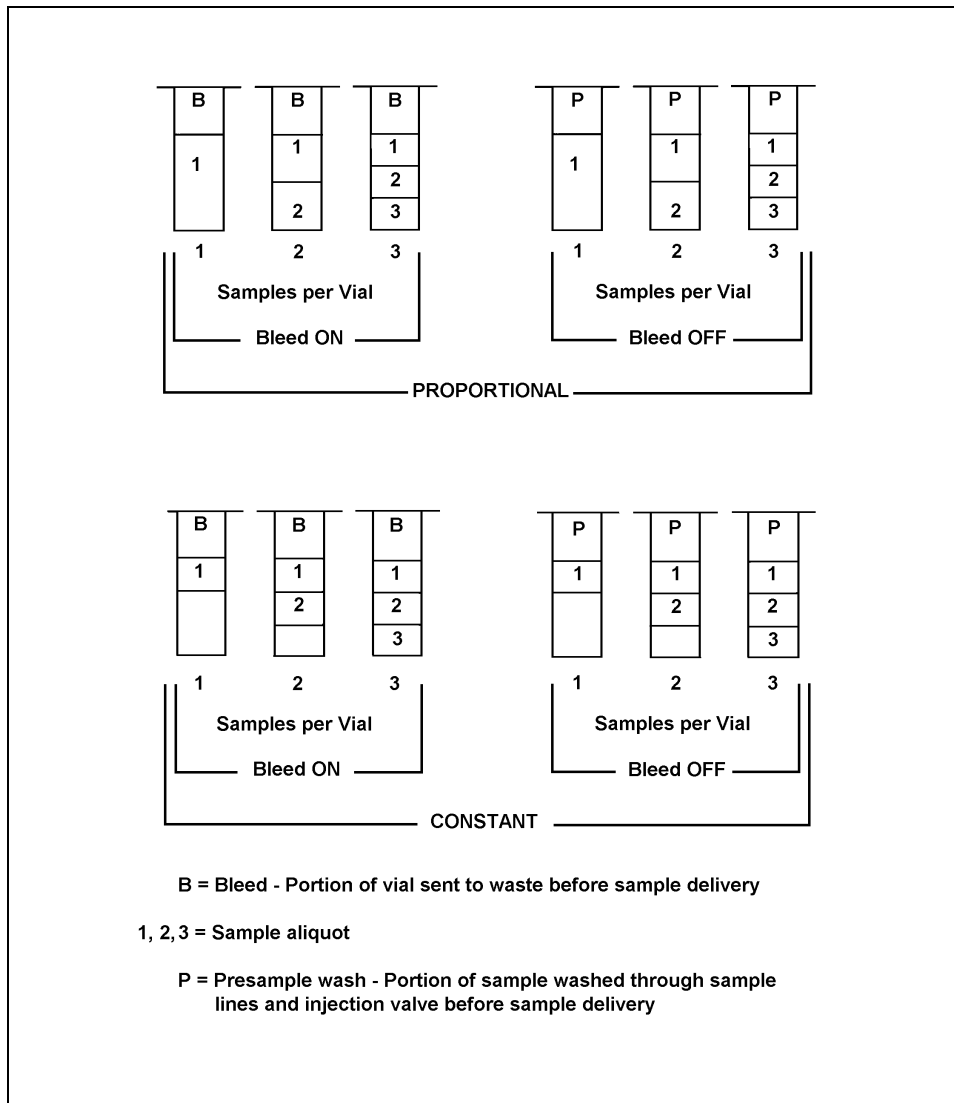 B B B P P P
1 1 1 1 1 1
2 2
2 3 2 3
1 2 3 1 2 3
Samples per Vial Samples per Vial
Bleed ON Bleed OFF
PROPORTIONAL
B B B P P P
1 1 1 1 1 1
2 2 2 2
3 3
1 2 3 1 2 3
Samples per Vial Samples per Vial
Bleed ON Bleed OFF
CONSTANT
B = Bleed - Portion of vial sent to waste before sample delivery
1, 2, 3 = Sample aliquot
P = Presample wash - Portion of sample washed through sample
lines and injection valve before sample delivery